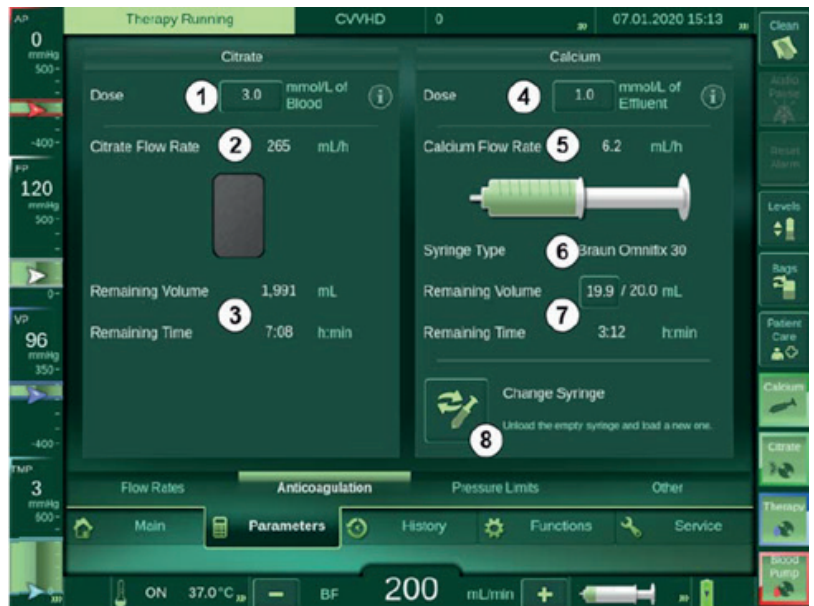 AP
Therapy Running
CVVHD
0
07.01.2020 15:13
Clean
0
mmHg
500
-400
Citrate
Dose
1
3.0
mmol/L of
Blood
i
Citrate Flow Rate
2
265
mL/h
Remaining Volume
1,991
mL
3
Remaining Time
7:08
h:min
Calcium
Dose
4
1.0
mmol/L of
Effluent
i
Calcium Flow Rate
5
6.2
mL/h
Syringe Type
6
Braun Omnifix 30
Remaining Volume
19.9 / 20.0 mL
7
Remaining Time
3:12
h:min
Change Syringe
Unload the empty syringe and load a new one.
8
120
mmHg
500
0
VP
96
mmHg
350
-400
TMP
3
mmHg
600
Audio
Pause
Reset
Alarm
Levels
Bags
Patient
Care
Calcium
Citrate
Therapy
Blood
Pump
Flow Rates
Anticoagulation
Pressure Limits
Other
Main
Parameters
History
Functions
Service
ON
37.0°C
BF
200
mL/min
+